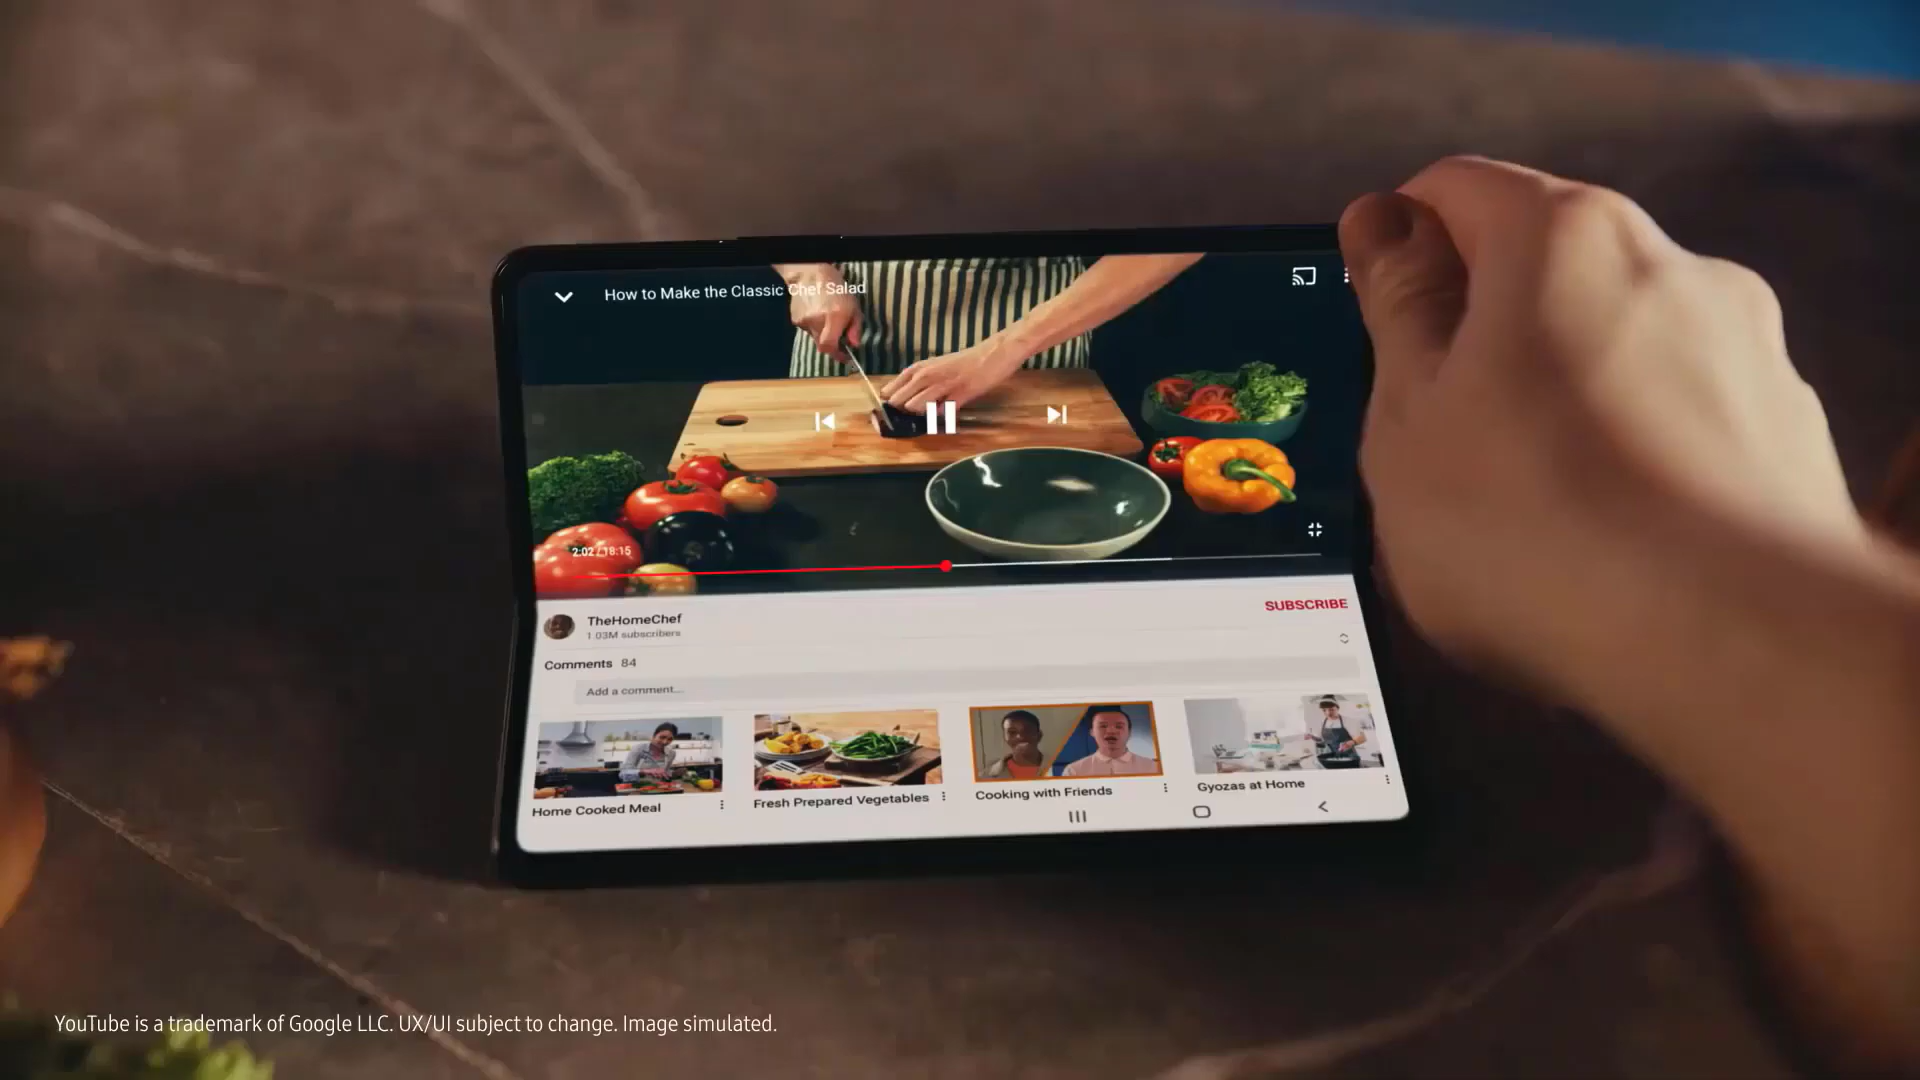 How to Make the Classic Chef Salad
2:02 / 18:15
TheHomeChef
1.03M subscribers
SUBSCRIBE
Comments 84
Add a comment...
Home Cooked Meal
Fresh Prepared Vegetables
Cooking with Friends
Gyozas at Home
YouTube is a trademark of Google LLC. UX/UI subject to change. Image simulated.